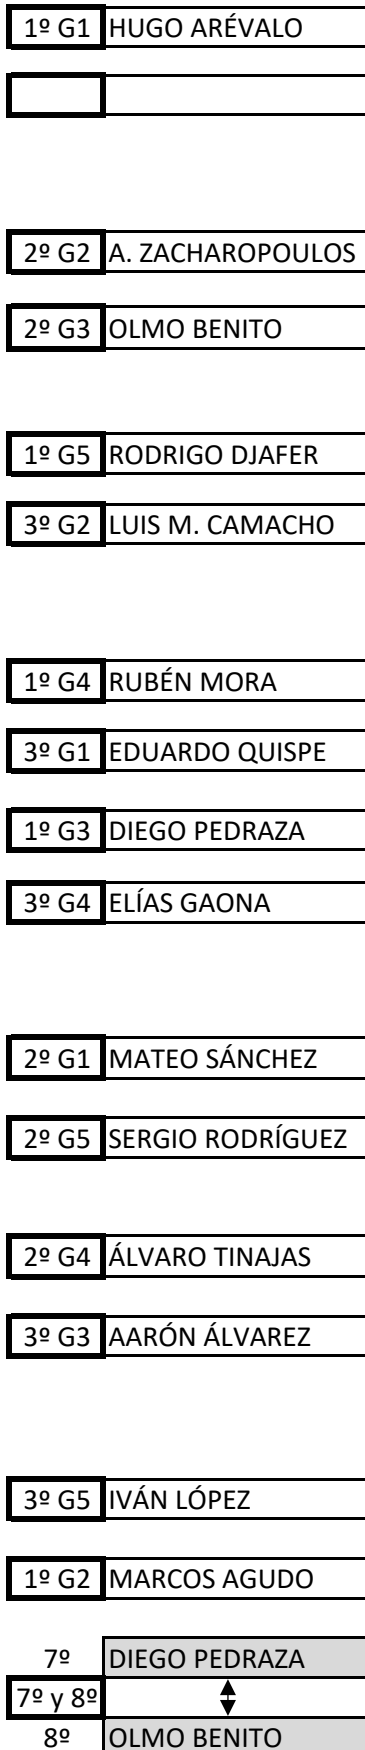 1º G1 HUGO ARÉVALO
2º G2 A. ZACHAROPOULOS
2º G3 OLMO BENITO
1º G5 RODRIGO DJAFER
3º G2 LUIS M. CAMACHO
1º G4 RUBÉN MORA
3º G1 EDUARDO QUISPE
1º G3 DIEGO PEDRAZA
3º G4 ELÍAS GAONA
2º G1 MATEO SÁNCHEZ
2º G5 SERGIO RODRÍGUEZ
2º G4 ÁLVARO TINAJAS
3º G3 AARÓN ÁLVAREZ
3º G5 IVÁN LÓPEZ
1º G2 MARCOS AGUDO
7º DIEGO PEDRAZA
7º y 8º
8º OLMO BENITO